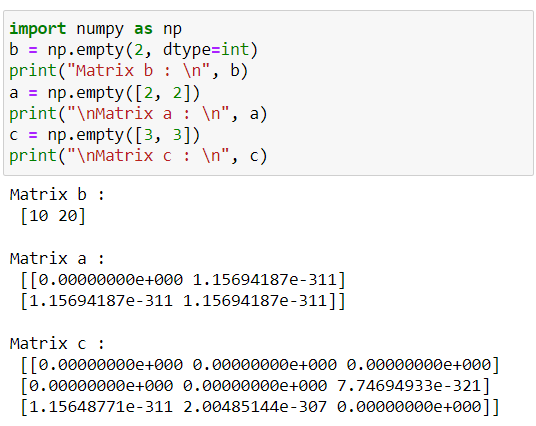 import numpy as np
b = np.empty(2, dtype=int)
print("Matrix b : \n", b)
a = np.empty([2, 2])
print("\nMatrix a : \n", a)
c = np.empty([3, 3])
print("\nMatrix c : \n", c)
Matrix b :
 [10 20]
Matrix a :
 [[0.00000000e+000 1.15694187e-311]
 [1.15694187e-311 1.15694187e-311]]
Matrix c :
 [[0.00000000e+000 0.00000000e+000 0.00000000e+000]
 [0.00000000e+000 0.00000000e+000 7.74694933e-321]
 [1.15648771e-311 2.00485144e-307 0.00000000e+000]]